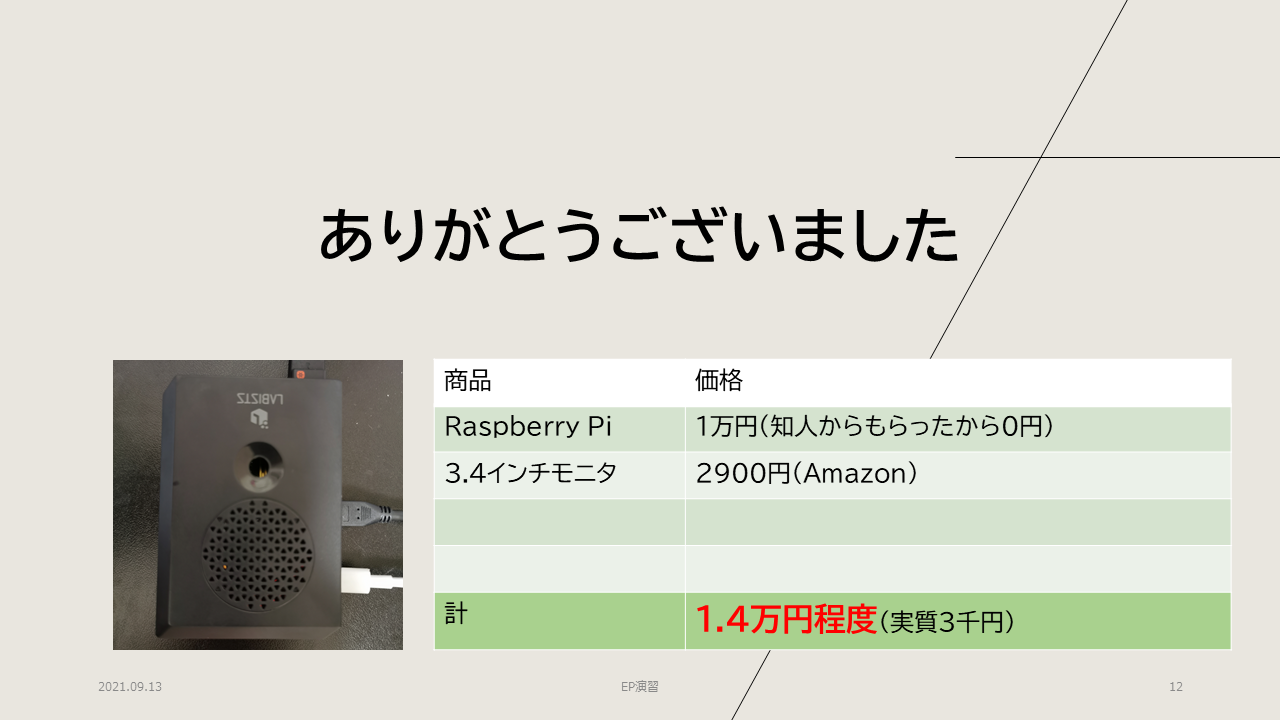 ありがとうございました
LABISTS
商品 価格
Raspberry Pi 1万円(知人からもらったから0円)
3.4インチモニタ 2900円(Amazon)
計 1.4万円程度(実質3千円)
2021.09.13 EP演習 12